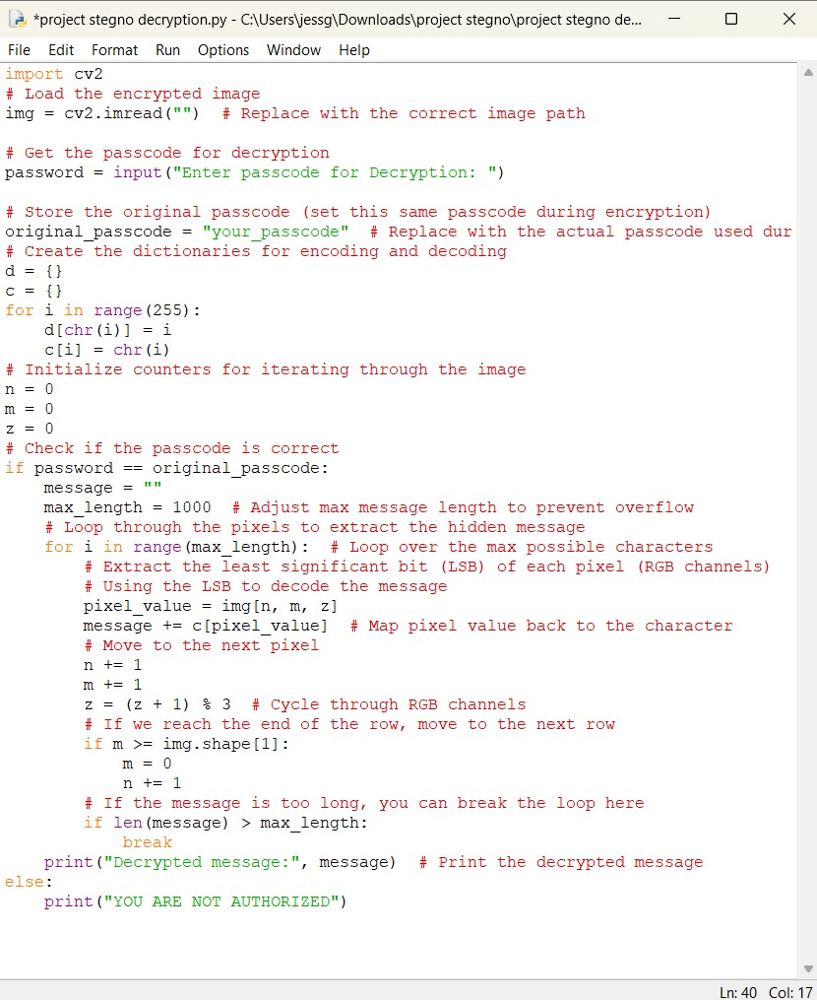 *project stegno decryption.py - C:\Users\jessg\Downloads\project stegno\project stegno de...
File Edit Format Run Options Window Help
import cv2
# Load the encrypted image
img = cv2.imread("")  # Replace with the correct image path

# Get the passcode for decryption
password = input("Enter passcode for Decryption: ")

# Store the original passcode (set this same passcode during encryption)
original_passcode = "your_passcode"  # Replace with the actual passcode used dur
# Create the dictionaries for encoding and decoding
d = {}
c = {}
for i in range(255):
    d[chr(i)] = i
    c[i] = chr(i)
# Initialize counters for iterating through the image
n = 0
m = 0
z = 0
# Check if the passcode is correct
if password == original_passcode:
    message = ""
    max_length = 1000  # Adjust max message length to prevent overflow
    # Loop through the pixels to extract the hidden message
    for i in range(max_length):  # Loop over the max possible characters
        # Extract the least significant bit (LSB) of each pixel (RGB channels)
        # Using the LSB to decode the message
        pixel_value = img[n, m, z]
        message += c[pixel_value]  # Map pixel value back to the character
        # Move to the next pixel
        n += 1
        m += 1
        z = (z + 1) % 3  # Cycle through RGB channels
        # If we reach the end of the row, move to the next row
        if m >= img.shape[1]:
            m = 0
            n += 1
        # If the message is too long, you can break the loop here
        if len(message) > max_length:
            break
    print("Decrypted message:", message)  # Print the decrypted message
else:
    print("YOU ARE NOT AUTHORIZED")
Ln: 40 Col: 17